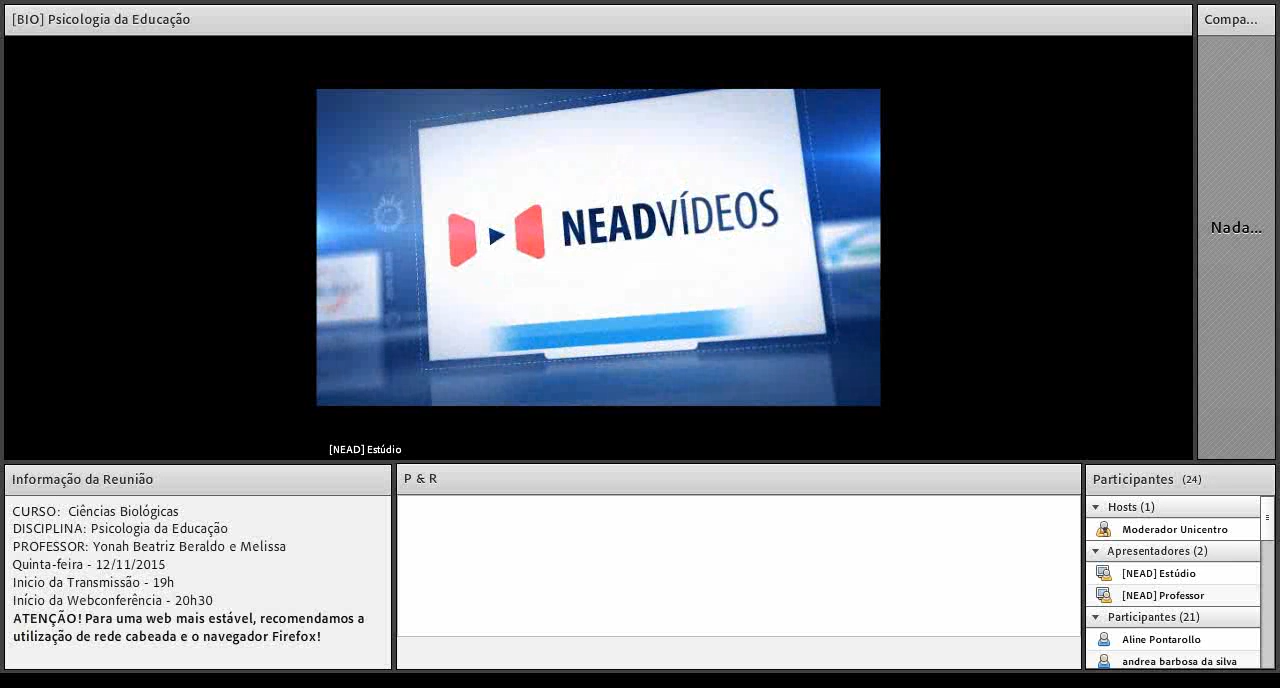 [BIO] Psicologia da Educação
Compa...
NEADVÍDEOS
Nada...
[NEAD] Estúdio
Informação da Reunião
CURSO: Ciências Biológicas
DISCIPLINA: Psicologia da Educação
PROFESSOR: Yonah Beatriz Beraldo e Melissa
Quinta-feira - 12/11/2015
Inicio da Transmissão - 19h
Início da Webconferência - 20h30
ATENÇÃO! Para uma web mais estável, recomendamos a
utilização de rede cabeada e o navegador Firefox!
P & R
Participantes (24)
Hosts (1)
Moderador Unicentro
Apresentadores (2)
[NEAD] Estúdio
[NEAD] Professor
Participantes (21)
Aline Pontarollo
andrea barbosa da silva